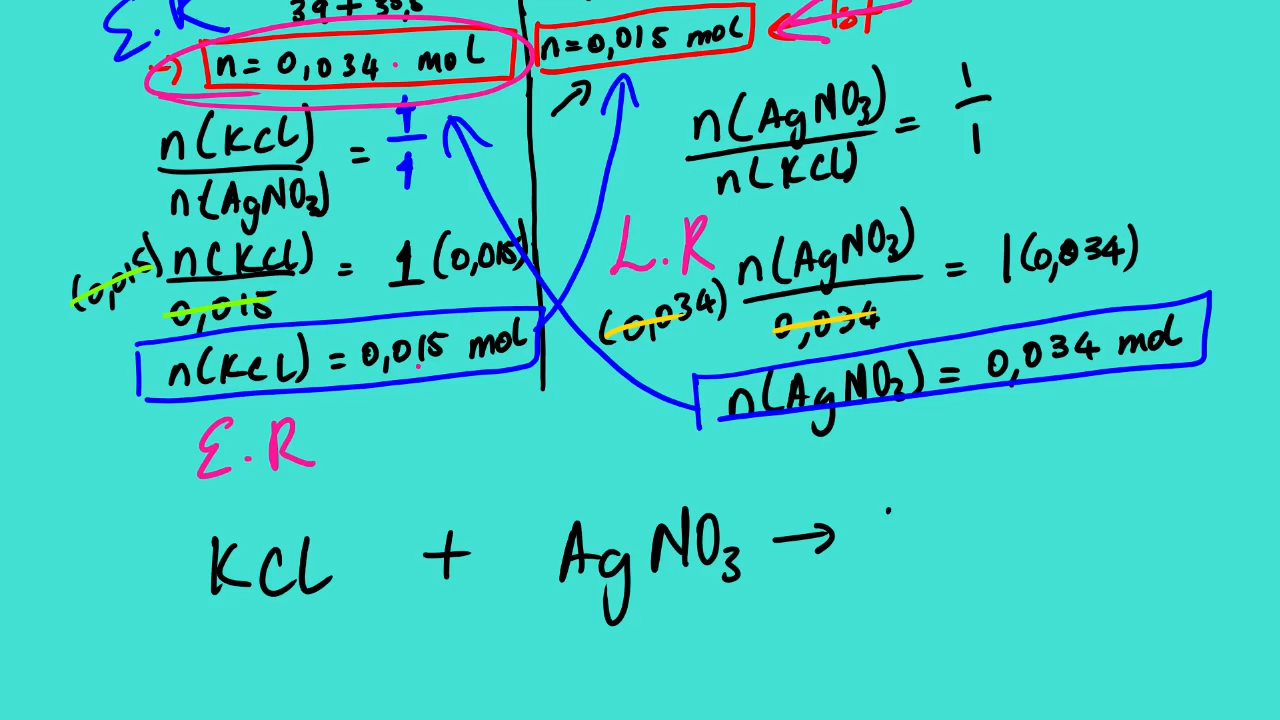 E.R
39 + 35,5
→ n = 0,034 · mol
n = 0,015 mol
n(KCl) / n(AgNO3) = 1/1
(0,015) n(KCl) / 0,015 = 1 (0,015)
n(KCl) = 0,015 mol
E.R
n(AgNO3) / n(KCl) = 1/1
L.R
(0,034) n(AgNO3) / 0,034 = 1(0,034)
n(AgNO3) = 0,034 mol
KCl + AgNO3 →